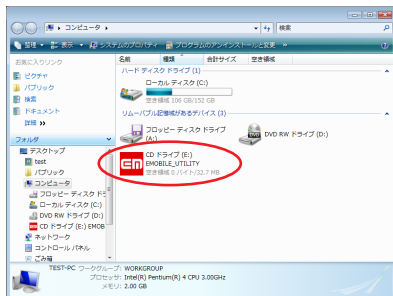 コンピュータ
検索
整理 表示 システムのプロパティ プログラムのアンインストールと変更 »
お気に入りリンク
ピクチャ
パブリック
検索
ドキュメント
詳細 »
フォルダ
デスクトップ
test
パブリック
コンピュータ
フロッピー ディスク ドラ
ローカル ディスク (C:)
DVD RW ドライブ (D:)
CD ドライブ (E:) EMOB
ネットワーク
コントロール パネル
ごみ箱
名前 種類 合計サイズ 空き領域
ハード ディスク ドライブ (1)
ローカル ディスク (C:)
空き領域 106 GB/152 GB
リムーバブル記憶域があるデバイス (3)
フロッピー ディスク ドライブ (A:)
DVD RW ドライブ (D:)
CD ドライブ (E:)
EMOBILE_UTILITY
空き領域 0 バイト/32.7 MB
TEST-PC ワークグループ: WORKGROUP
プロセッサ: Intel(R) Pentium(R) 4 CPU 3.00GHz
メモリ: 2.00 GB